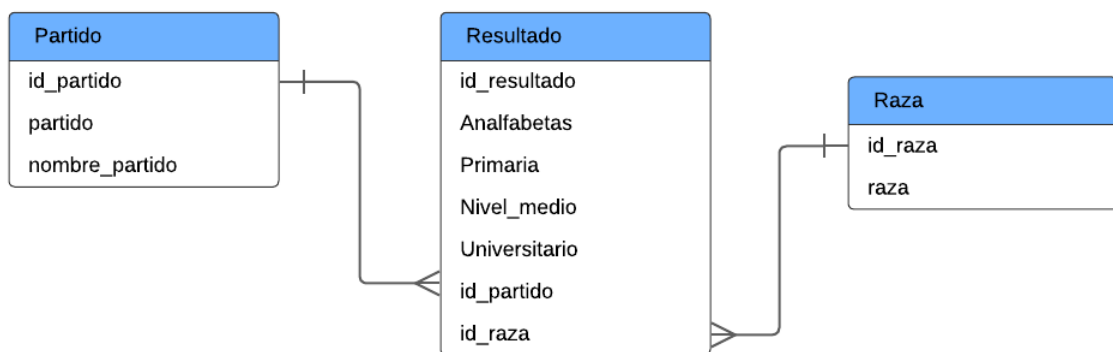 Partido
id_partido
partido
nombre_partido
Resultado
id_resultado
Analfabetas
Primaria
Nivel_medio
Universitario
id_partido
id_raza
Raza
id_raza
raza